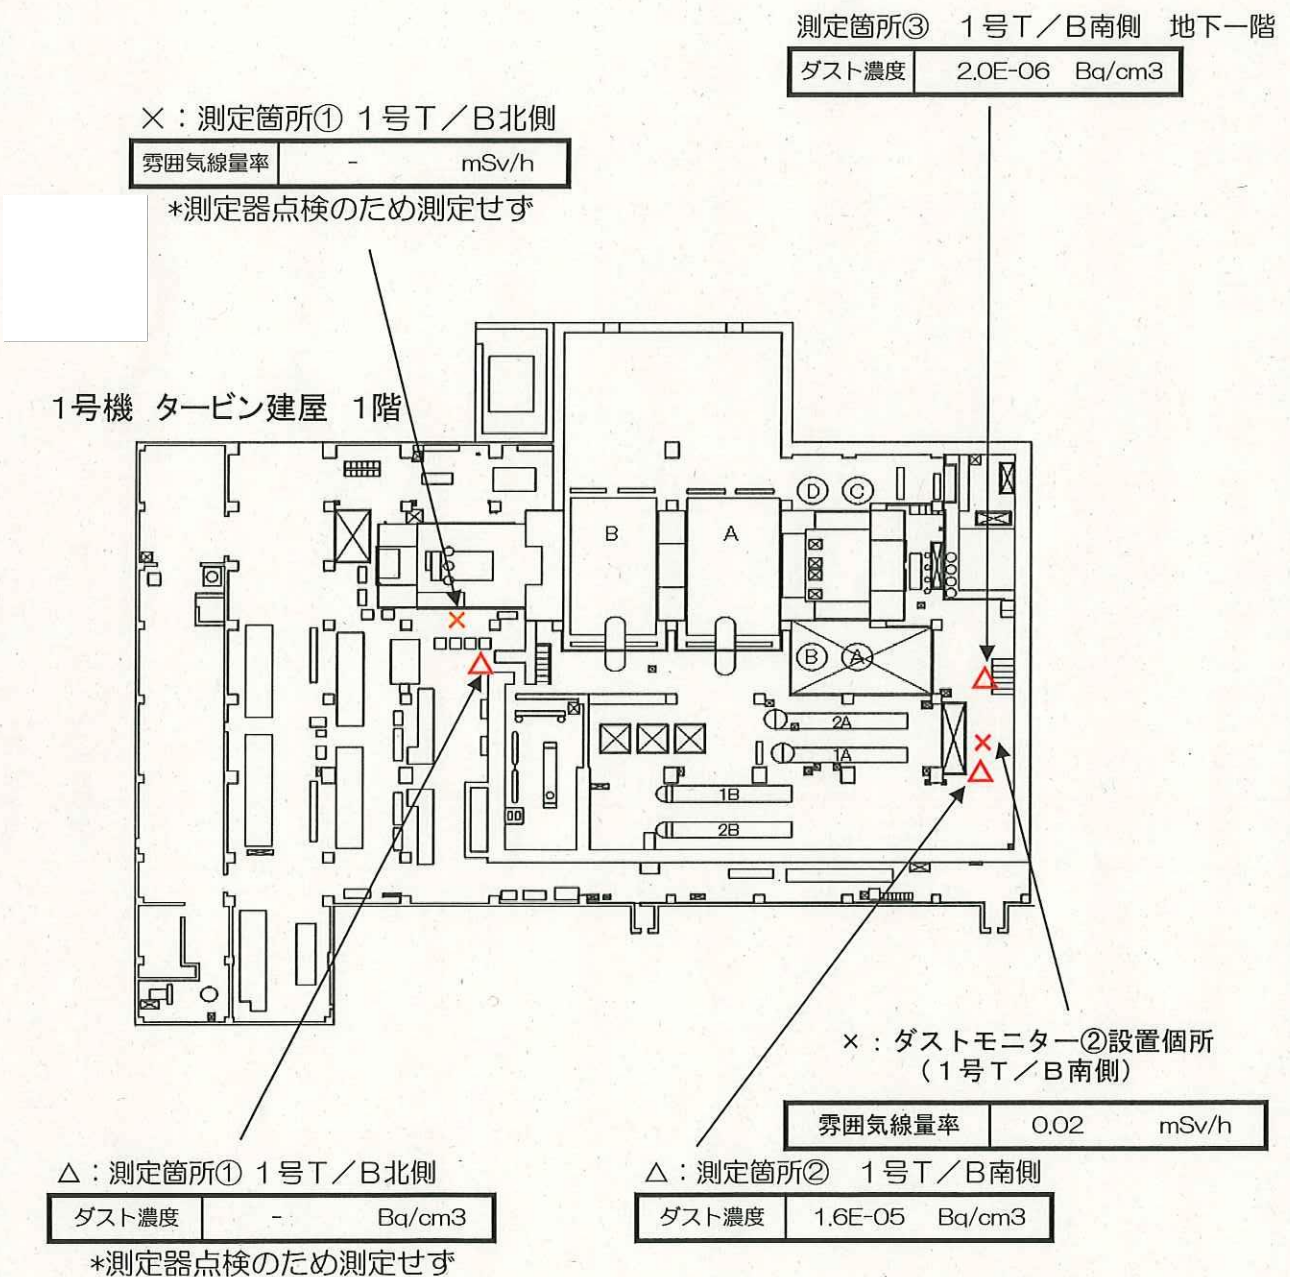 測定箇所③ 1号T/B南側 地下一階
ダスト濃度 2.0E-06 Bq/cm3
×:測定箇所① 1号T/B北側
雰囲気線量率 - mSv/h
*測定器点検のため測定せず
1号機 タービン建屋 1階
D C
B A
B A
2A
1A
1B
2B
×:ダストモニター②設置個所
(1号T/B南側)
雰囲気線量率 0.02 mSv/h
△:測定箇所① 1号T/B北側
ダスト濃度 - Bq/cm3
*測定器点検のため測定せず
△:測定箇所② 1号T/B南側
ダスト濃度 1.6E-05 Bq/cm3